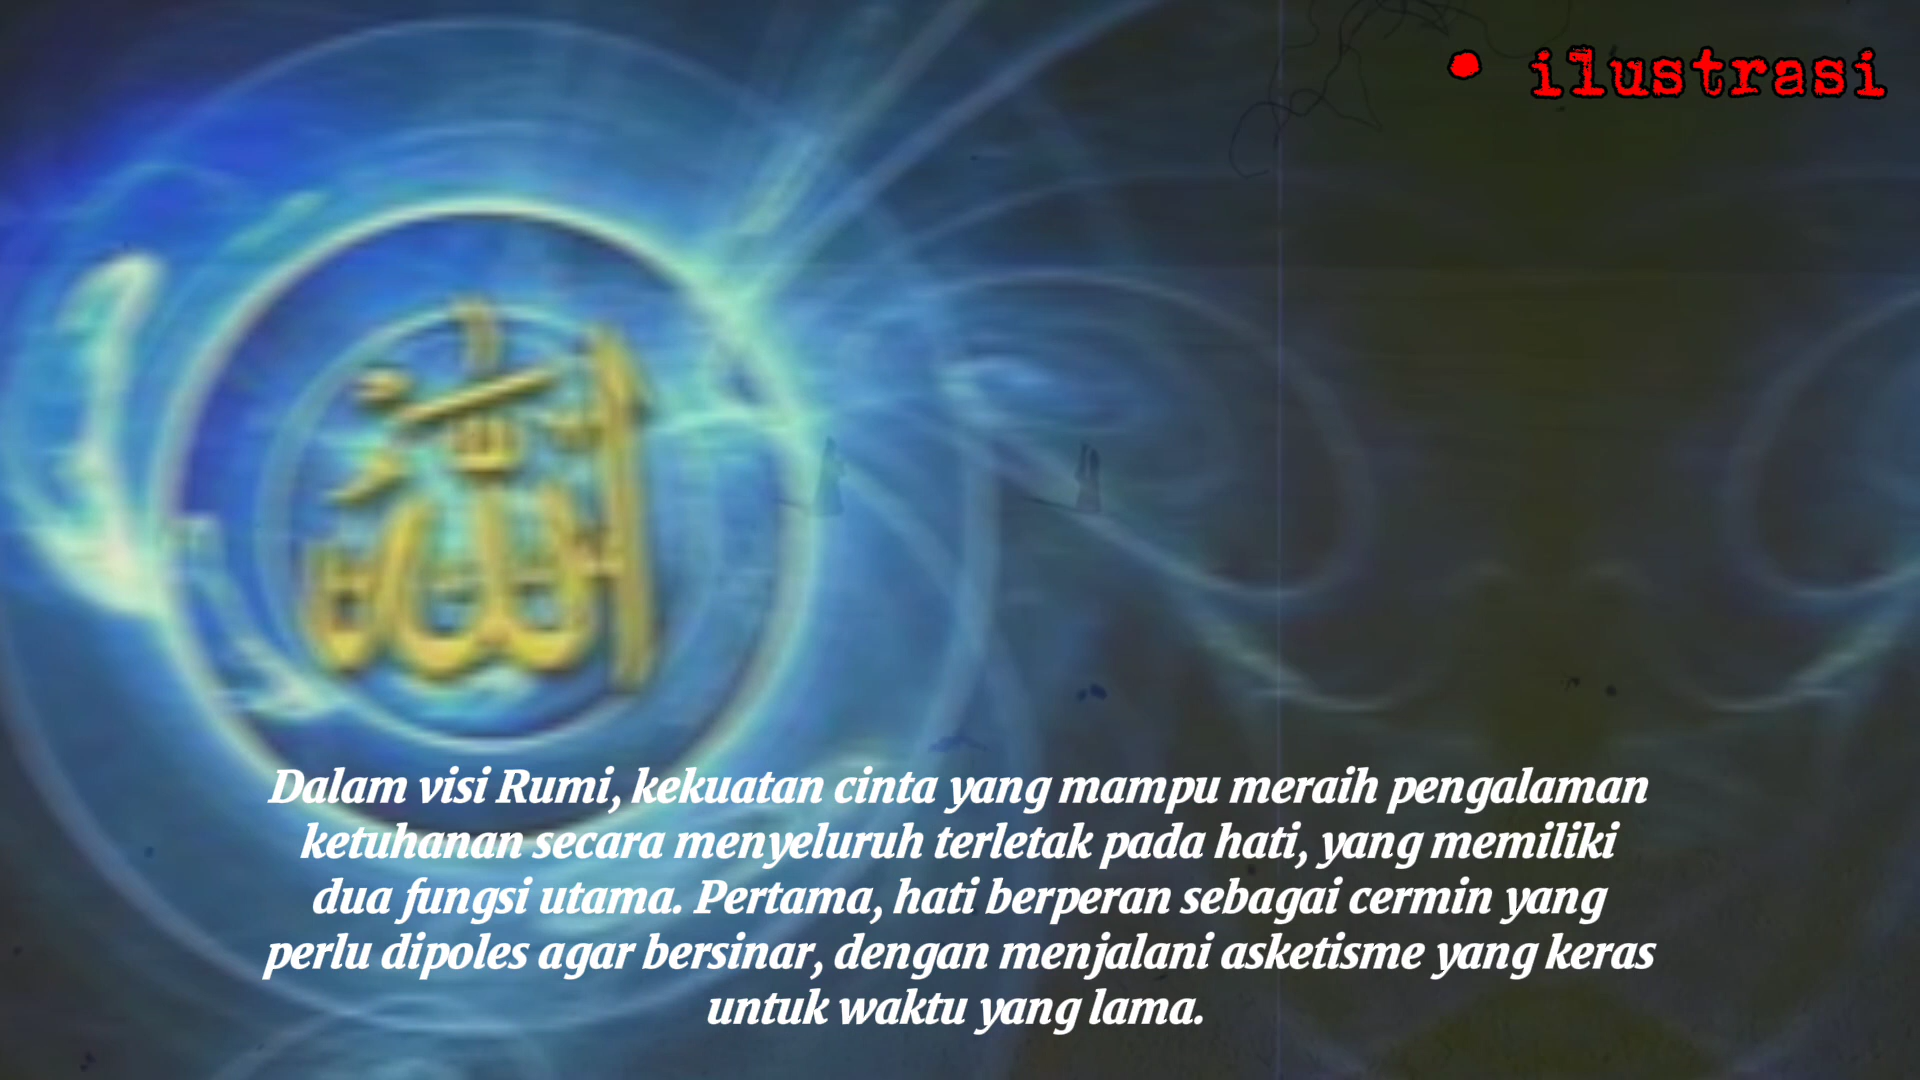 • ilustrasi
الله
Dalam visi Rumi, kekuatan cinta yang mampu meraih pengalaman
ketuhanan secara menyeluruh terletak pada hati, yang memiliki
dua fungsi utama. Pertama, hati berperan sebagai cermin yang
perlu dipoles agar bersinar, dengan menjalani asketisme yang keras
untuk waktu yang lama.